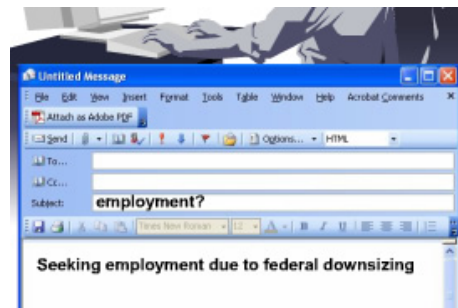 Untitled Message
File Edit View Insert Format Tools Table Window Help Acrobat Comments
Attach as Adobe PDF
Send Options... HTML
To...
Cc...
Subject: employment?
Times New Roman 12 A B I U
Seeking employment due to federal downsizing